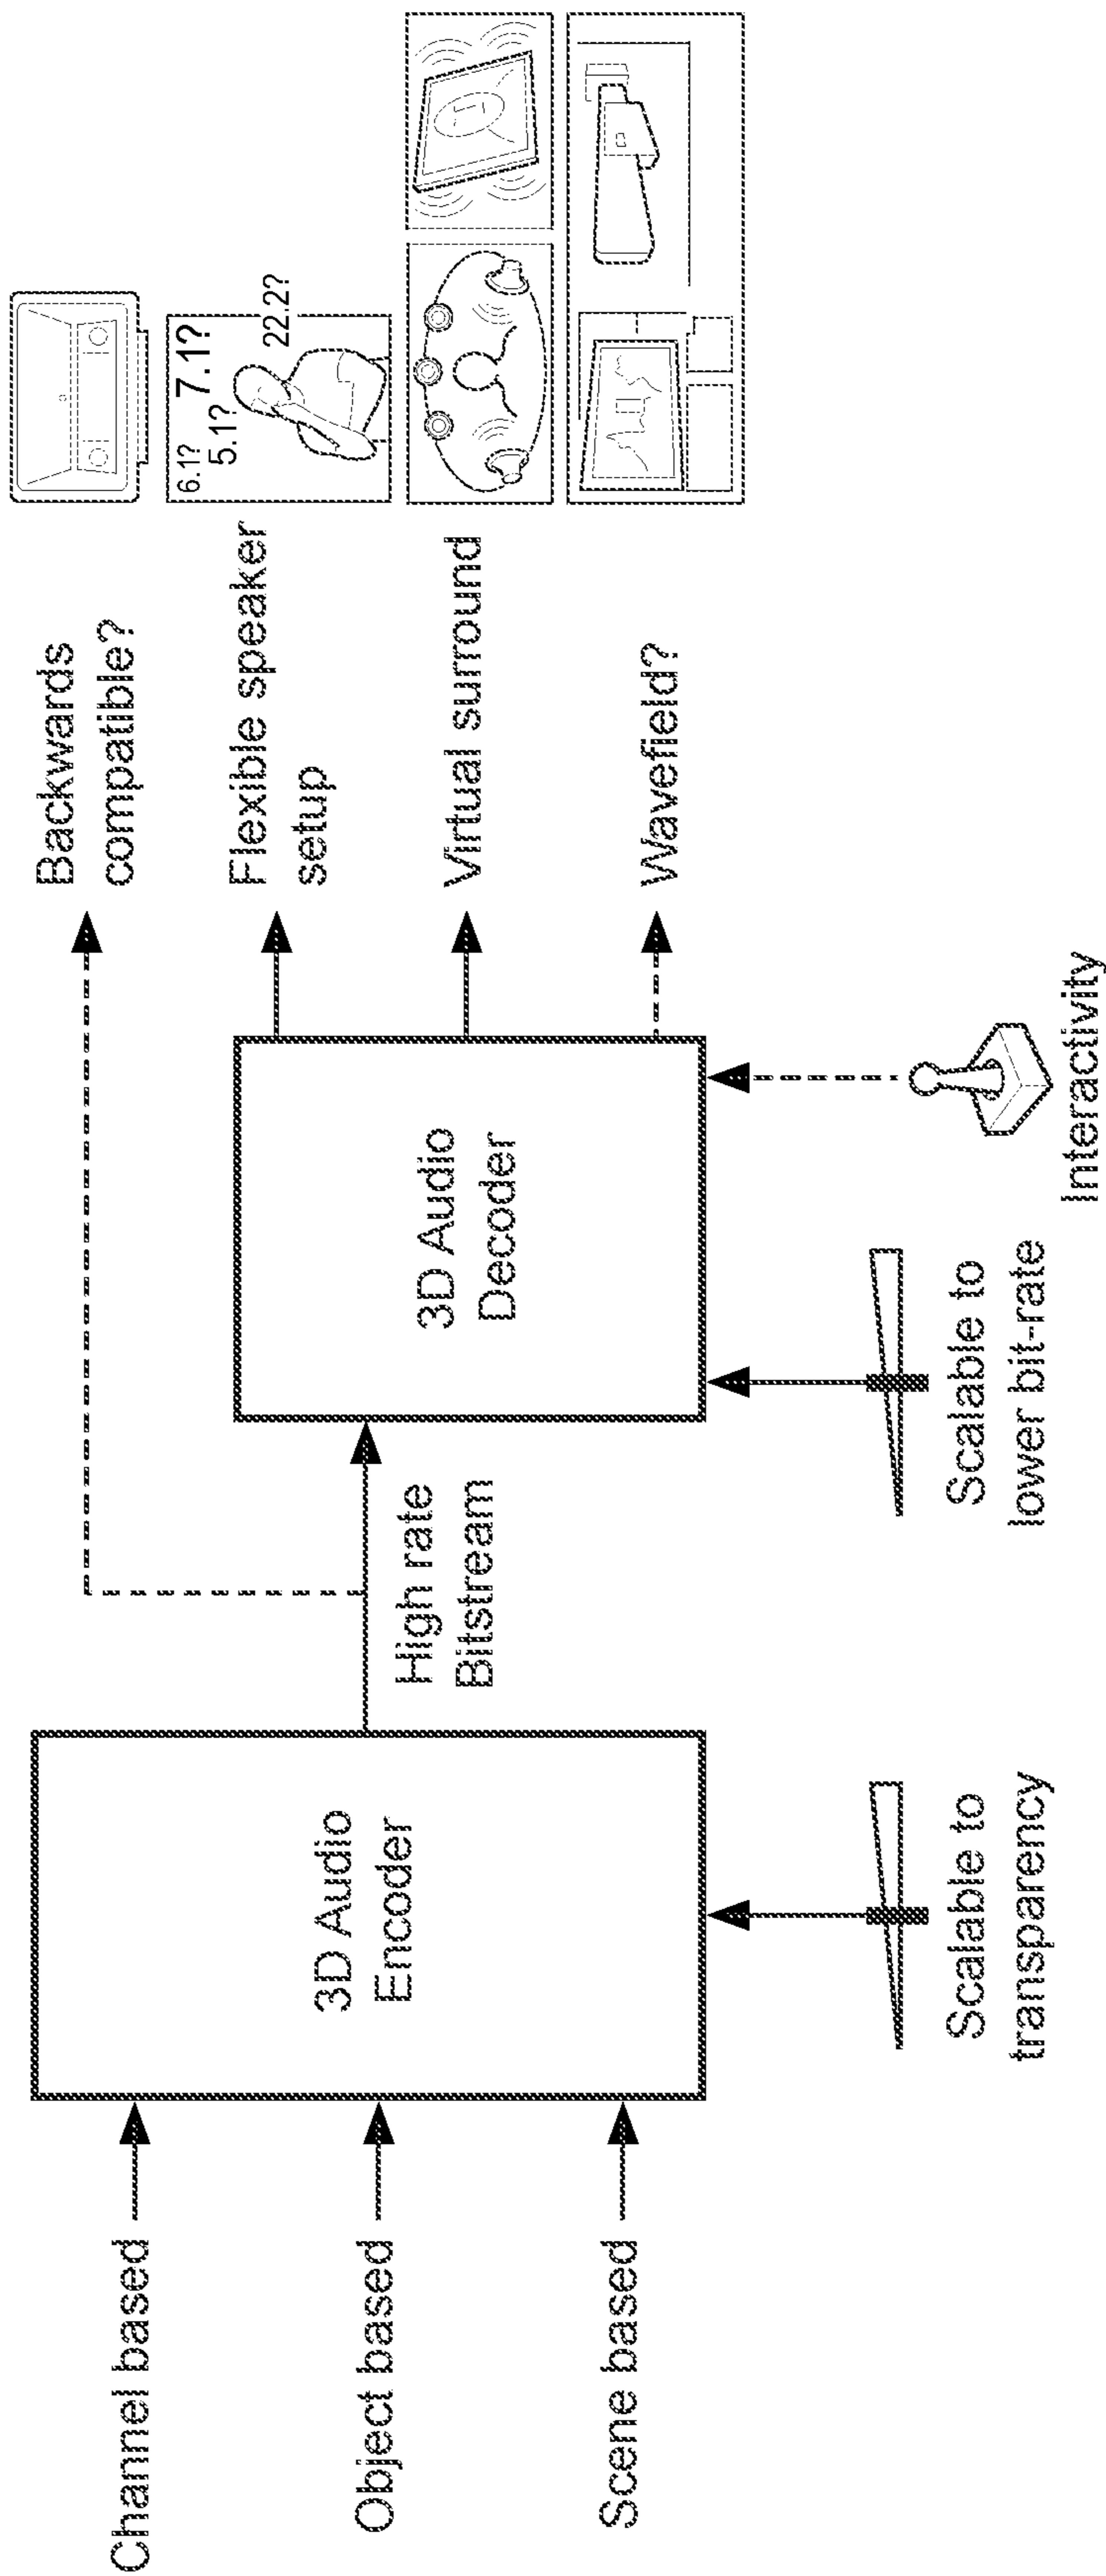 Channel based
Object based
Scene based
3D Audio
Encoder
Scalable to
transparency
High rate
Bitstream
3D Audio
Decoder
Scalable to
lower bit-rate
Interactivity
Backwards
compatible?
Flexible speaker
setup
Virtual surround
Wavefield?
6.1?
7.1?
5.1?
22.2?